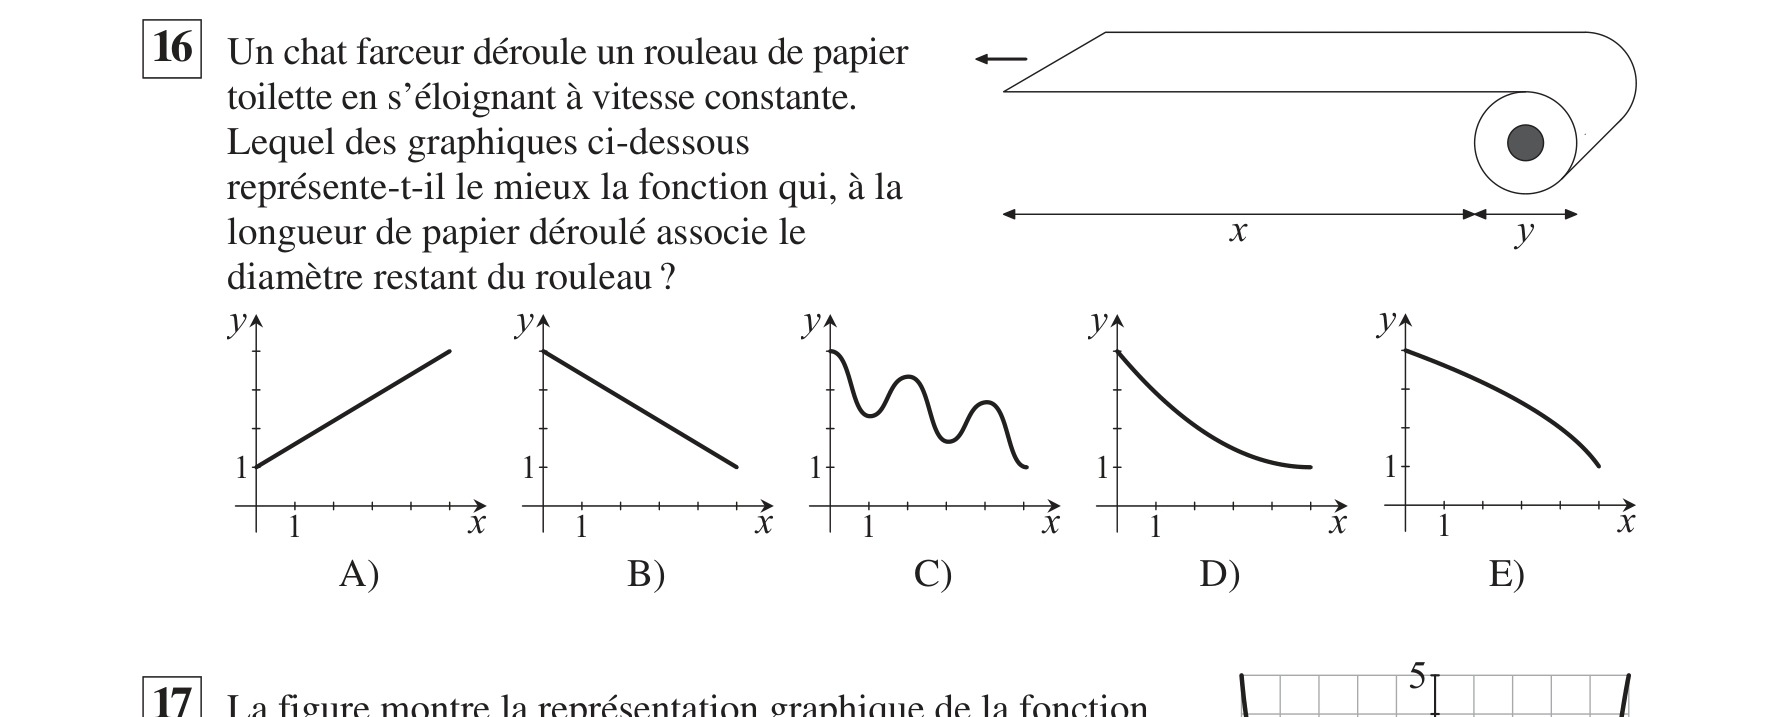 16
Un chat farceur déroule un rouleau de papier
toilette en s’éloignant à vitesse constante.
Lequel des graphiques ci-dessous
représente-t-il le mieux la fonction qui, à la
longueur de papier déroulé associe le
diamètre restant du rouleau ?
x y
y y y y y
1 1 1 1 1
1 x 1 x 1 x 1 x 1 x
A) B) C) D) E)
17
La figure montre la représentation graphique de la fonction
5